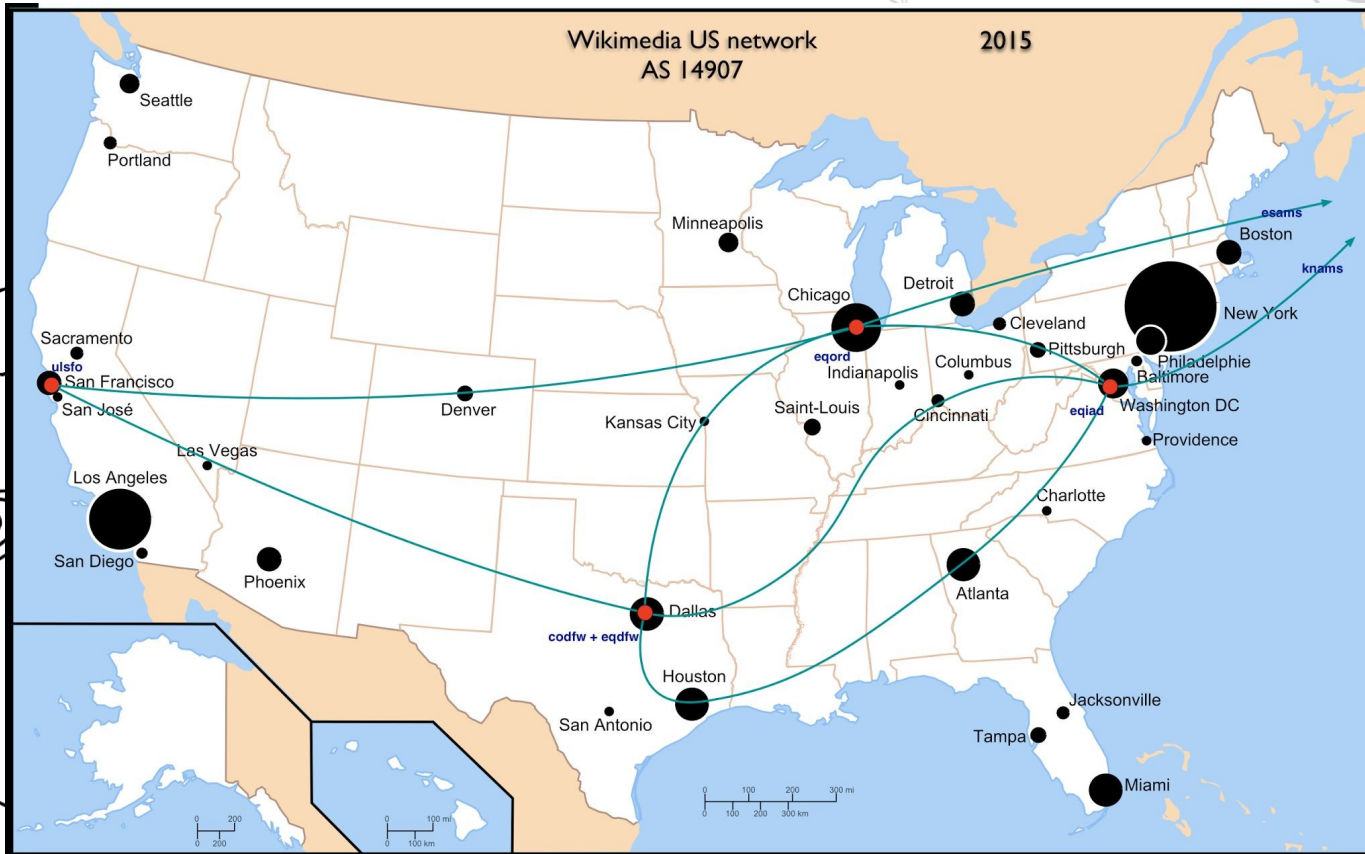 Wikimedia US network
AS 14907
2015
Seattle
Portland
Minneapolis
esams
Boston
knams
Detroit
Chicago
New York
Cleveland
Sacramento
Pittsburgh
Philadelphie
eqord
Columbus
ulsfo
Indianapolis
Baltimore
San Francisco
San José
Denver
Saint-Louis
Cincinnati
eqiad
Washington DC
Kansas City
Providence
Las Vegas
Los Angeles
Charlotte
San Diego
Phoenix
Atlanta
Dallas
codfw + eqdfw
Houston
San Antonio
Jacksonville
Tampa
Miami
0 100 200 300 mi
0 100 200 300 km
0 200
0 200
0 100 mi
0 100 km